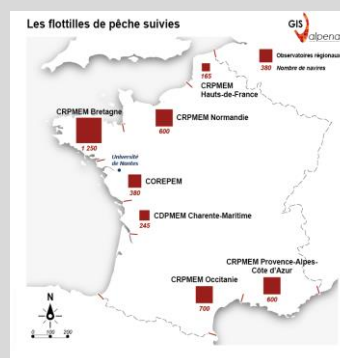 Les flottilles de pêche suivies
GIS
Valpena
Observatoires régionaux
380
Nombre de navires
165
CRPMEM
Hauts-de-France
CRPMEM Bretagne
1 250
CRPMEM Normandie
600
Université
de Nantes
COREPEM
380
CDPMEM Charente-Maritime
245
CRPMEM Provence-Alpes-
Côte d'Azur
600
CRPMEM Occitanie
700
N
0 100 200